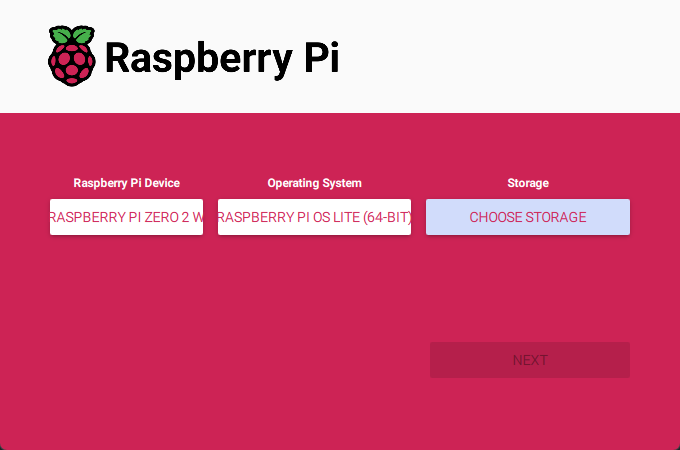 Raspberry Pi
Raspberry Pi Device
Operating System
Storage
RASPBERRY PI ZERO 2 W
RASPBERRY PI OS LITE (64-BIT)
CHOOSE STORAGE
NEXT